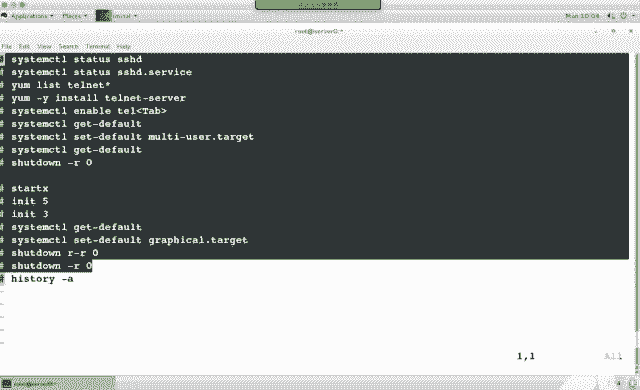 Applications Places Terminal Mon 10:08
root@server0:~
File Edit View Search Terminal Help
# systemctl status sshd
# systemctl status sshd.service
# yum list telnet*
# yum -y install telnet-server
# systemctl enable tel<Tab>
# systemctl get-default
# systemctl set-default multi-user.target
# systemctl get-default
# shutdown -r 0
# startx
# init 5
# init 3
# systemctl get-default
# systemctl set-default graphical.target
# shutdown r-r 0
# shutdown -r 0
# history -a
~
~
~
~
~
1,1 All